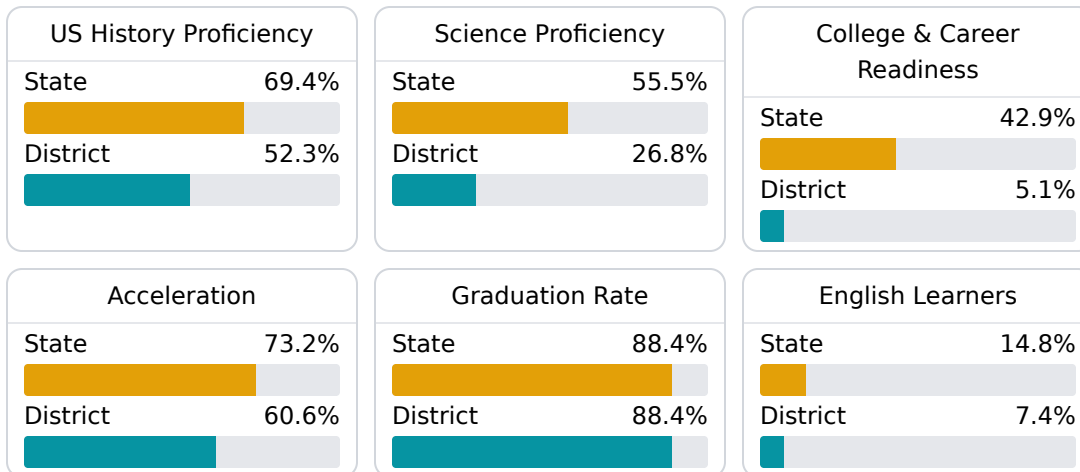 US History Proficiency
State 69.4%
District 52.3%
Science Proficiency
State 55.5%
District 26.8%
College & Career
Readiness
State 42.9%
District 5.1%
Acceleration
State 73.2%
District 60.6%
Graduation Rate
State 88.4%
District 88.4%
English Learners
State 14.8%
District 7.4%